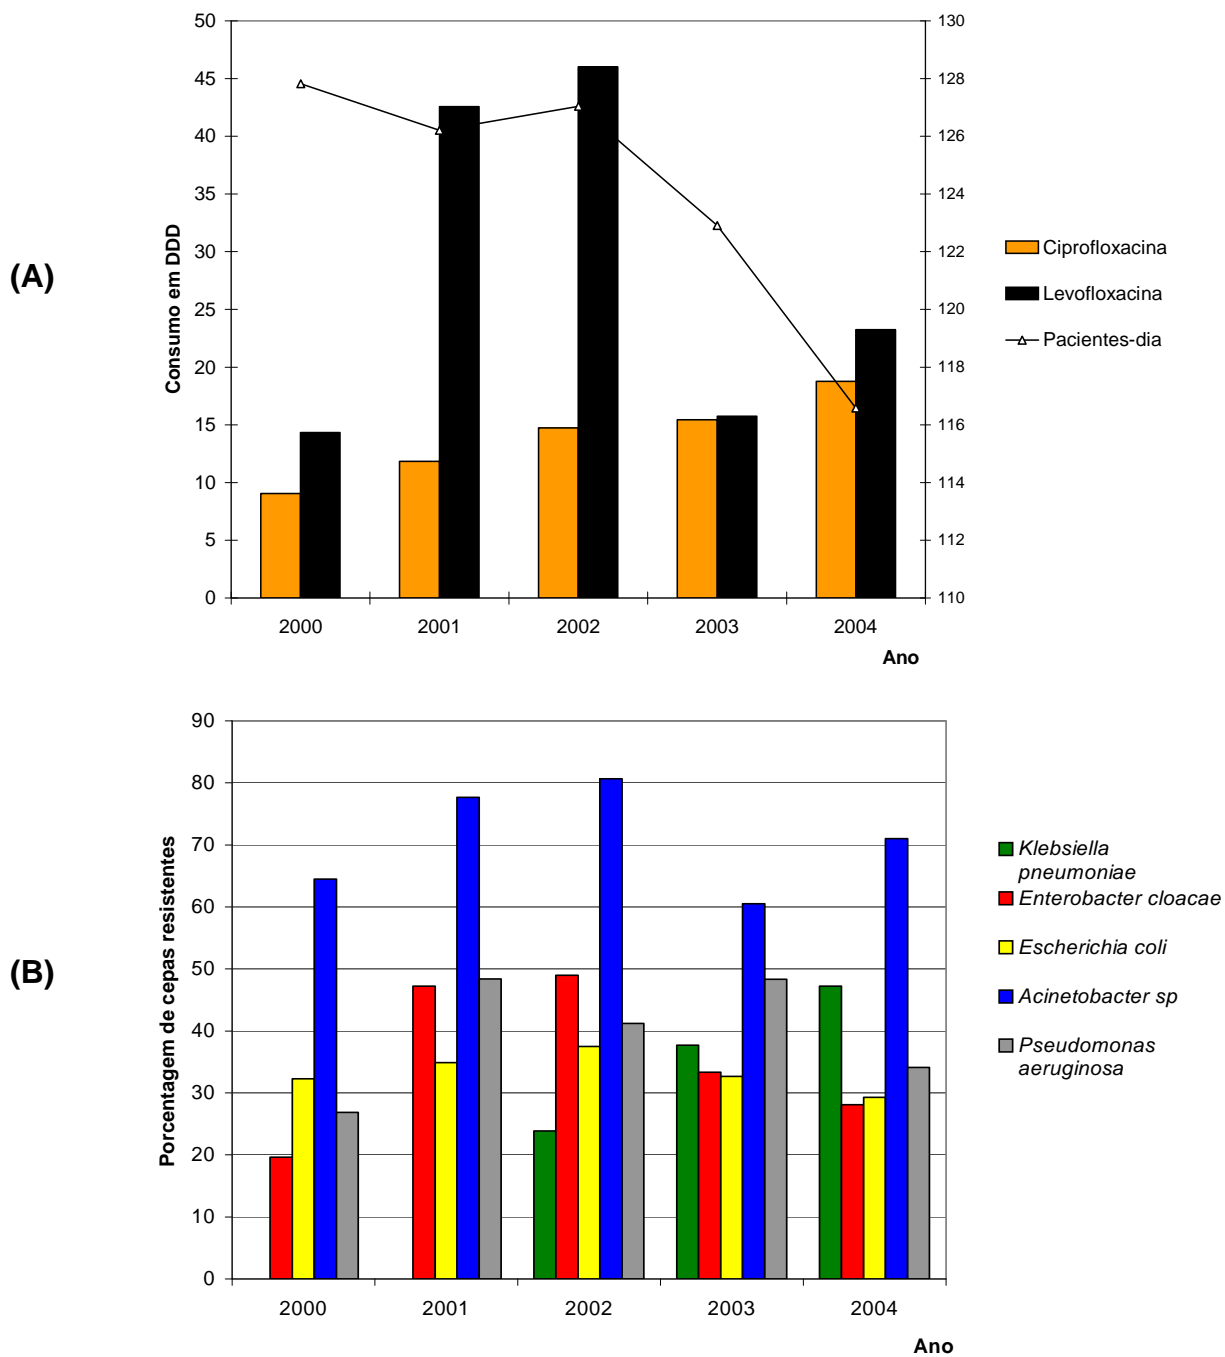 (A)
Consumo em DDD
50
45
40
35
30
25
20
15
10
5
0
130
128
126
124
122
120
118
116
114
112
110
2000 2001 2002 2003 2004
Ano
Ciprofloxacina
Levofloxacina
Pacientes-dia
(B)
Porcentagem de cepas resistentes
90
80
70
60
50
40
30
20
10
0
2000 2001 2002 2003 2004
Ano
Klebsiella
pneumoniae
Enterobacter cloacae
Escherichia coli
Acinetobacter sp
Pseudomonas
aeruginosa